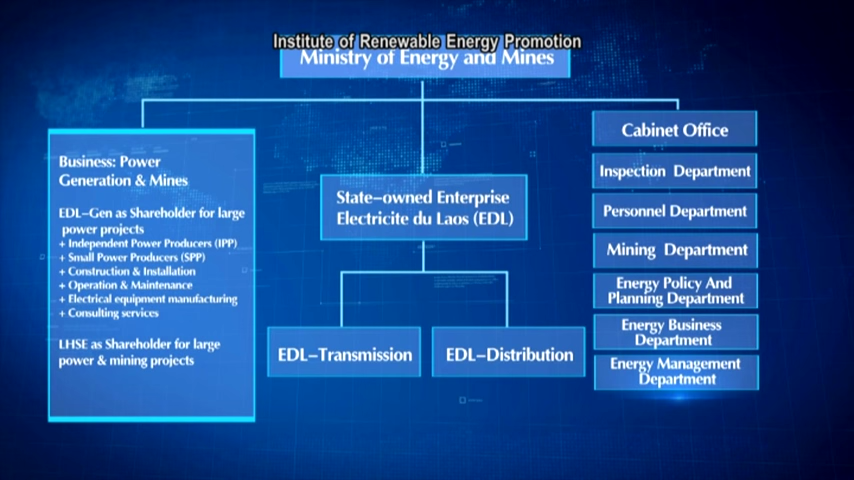 Institute of Renewable Energy Promotion
Ministry of Energy and Mines
Business: Power
Generation & Mines
EDL-Gen as Shareholder for large
power projects
+ Independent Power Producers (IPP)
+ Small Power Producers (SPP)
+ Construction & Installation
+ Operation & Maintenance
+ Electrical equipment manufacturing
+ Consulting services
LHSE as Shareholder for large
power & mining projects
State-owned Enterprise
Electricite du Laos (EDL)
EDL-Transmission
EDL-Distribution
Cabinet Office
Inspection Department
Personnel Department
Mining Department
Energy Policy And
Planning Department
Energy Business
Department
Energy Management
Department